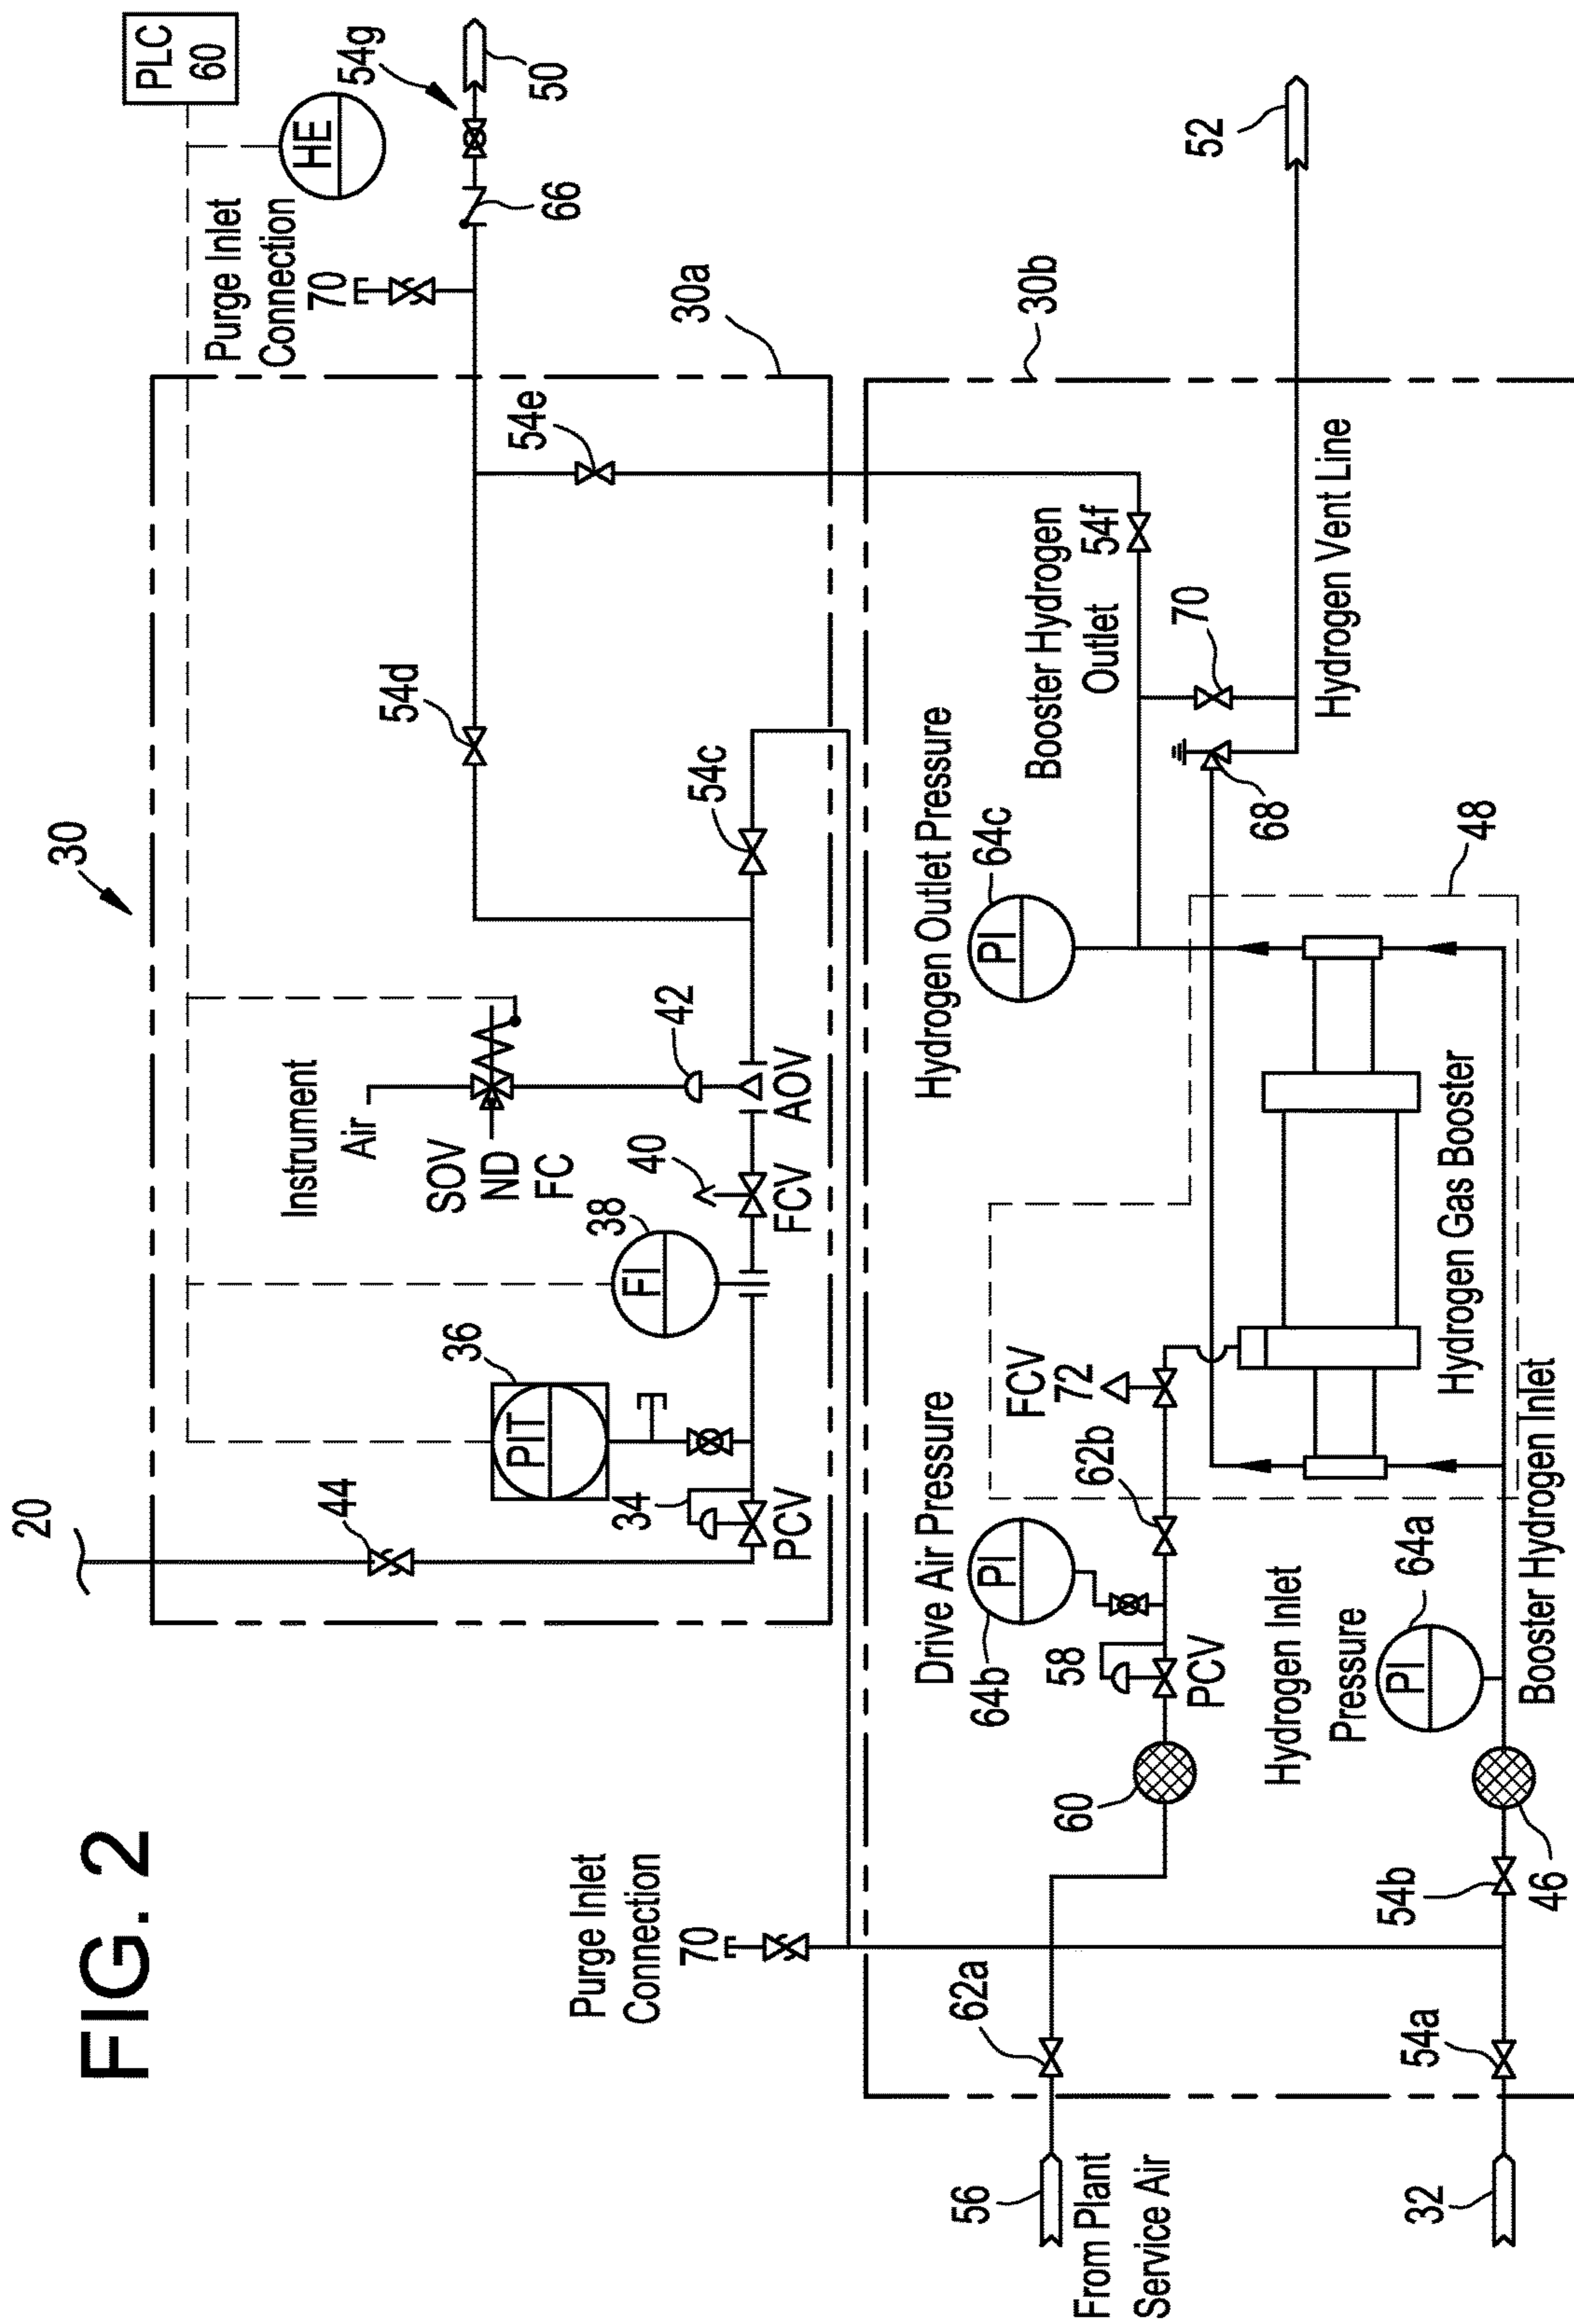 FIG. 2
30
20
44
PCV
34
PIT
36
FI
38
FCV
40
AOV
42
SOV
ND
FC
Instrument
Air
54c
54d
54e
30a
Purge Inlet
Connection
70
PLC
60
HE
54g
66
50
Purge Inlet
Connection
70
62a
56
From Plant
Service Air
60
58
PCV
Drive Air Pressure
PI
64b
62b
FCV
72
Hydrogen Outlet Pressure
PI
64c
68
Booster Hydrogen
Outlet
54f
70
30b
52
Hydrogen Vent Line
48
Hydrogen Gas Booster
32
54a
54b
46
Hydrogen Inlet
Pressure
PI
64a
Booster Hydrogen Inlet